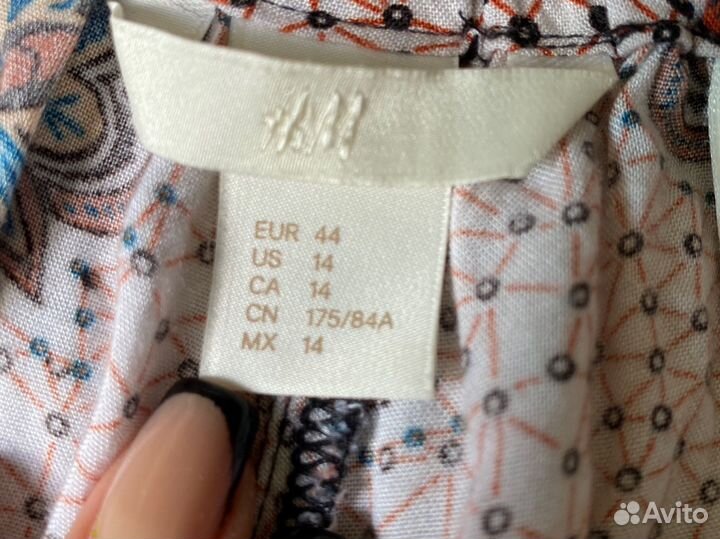 H&M
EUR 44
US 14
CA 14
CN 175/84A
MX 14
Avito